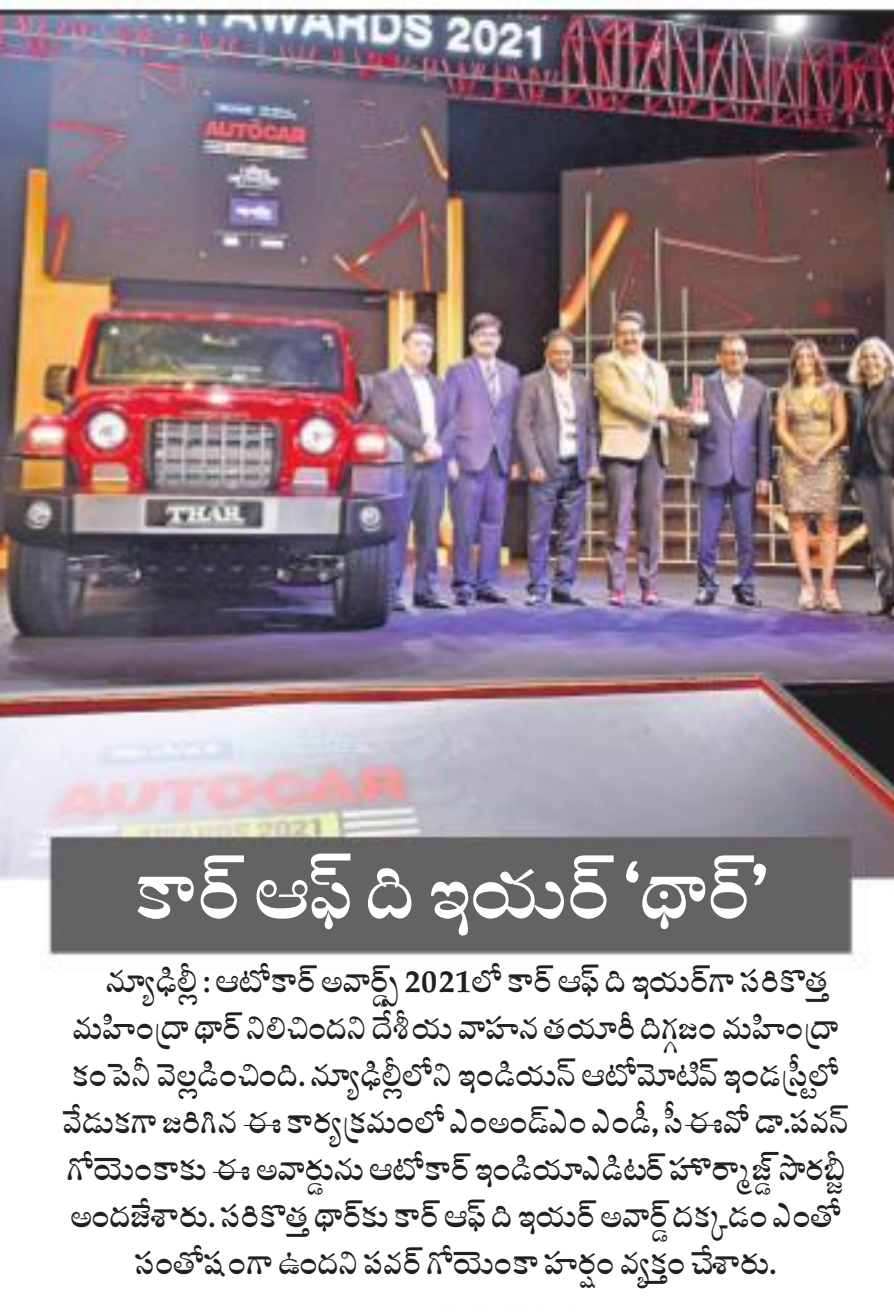 AWARDS 2021
AUTOCAR
THAR
AUTOCAR
AWARDS 2021
కార్ ఆఫ్ ది ఇయర్ ‘థార్’
న్యూఢిల్లీ : ఆటోకార్ అవార్డ్స్ 2021లో కార్ ఆఫ్ ది ఇయర్‌గా సరికొత్త
మహీంద్రా థార్ నిలిచిందని దేశీయ వాహన తయారీ దిగ్గజం మహీంద్రా
కంపెనీ వెల్లడించింది. న్యూఢిల్లీలోని ఇండియన్ ఆటోమోటివ్ ఇండస్ట్రీలో
వేడుకగా జరిగిన ఈ కార్యక్రమంలో ఎంఅండ్ఎం ఎండీ, సీఈవో డా.పవన్
గోయెంకాకు ఈ అవార్డును ఆటోకార్ ఇండియాఎడిటర్ హొర్మాజ్డ్ సొరబ్జీ
అందజేశారు. సరికొత్త థార్‌కు కార్ ఆఫ్ ది ఇయర్ అవార్డ్ దక్కడం ఎంతో
సంతోషంగా ఉందని పవర్ గోయెంకా హర్షం వ్యక్తం చేశారు.